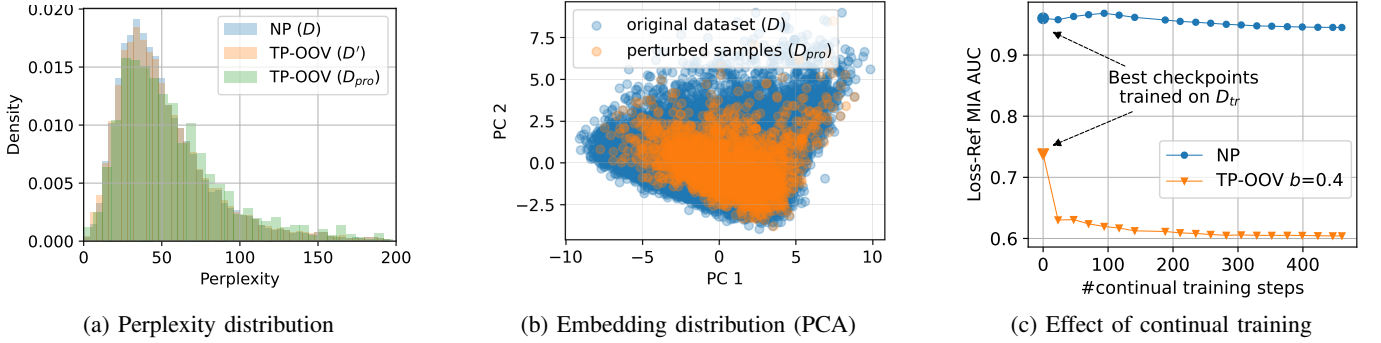 0.020
0.015
0.010
0.005
0.000
Density
0
50
100
150
200
Perplexity
NP (D)
TP-OOV (D')
TP-OOV (D_pro)
(a) Perplexity distribution
7.5
5.0
2.5
0.0
−2.5
PC 2
−10
−5
0
5
10
PC 1
original dataset (D)
perturbed samples (D_pro)
(b) Embedding distribution (PCA)
0.9
0.8
0.7
0.6
Loss-Ref MIA AUC
0
100
200
300
400
#continual training steps
Best checkpoints
trained on D_tr
NP
TP-OOV b=0.4
(c) Effect of continual training